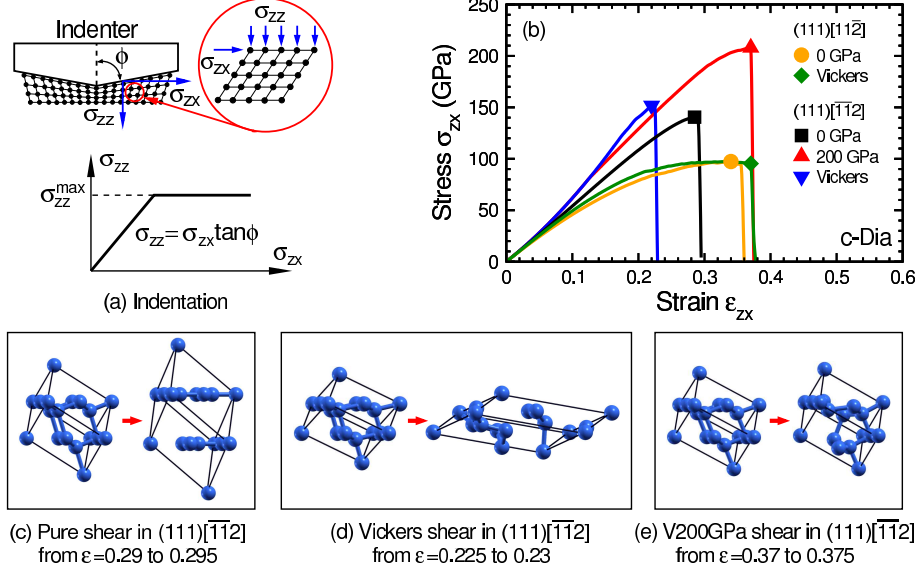 Indenter
ϕ
σzz
σzx
σzx
σzz
σzz
σzz^max
σzz=σzxtanϕ
σzx
(a) Indentation
(b)
Stress σzx (GPa)
250
200
150
100
50
0
0
0.1
0.2
0.3
0.4
0.5
0.6
Strain εzx
(111)[112̅]
0 GPa
Vickers
(111)[1̅1̅2]
0 GPa
200 GPa
Vickers
c-Dia
(c) Pure shear in (111)[1̅1̅2]
from ε=0.29 to 0.295
(d) Vickers shear in (111)[1̅1̅2]
from ε=0.225 to 0.23
(e) V200GPa shear in (111)[1̅1̅2]
from ε=0.37 to 0.375